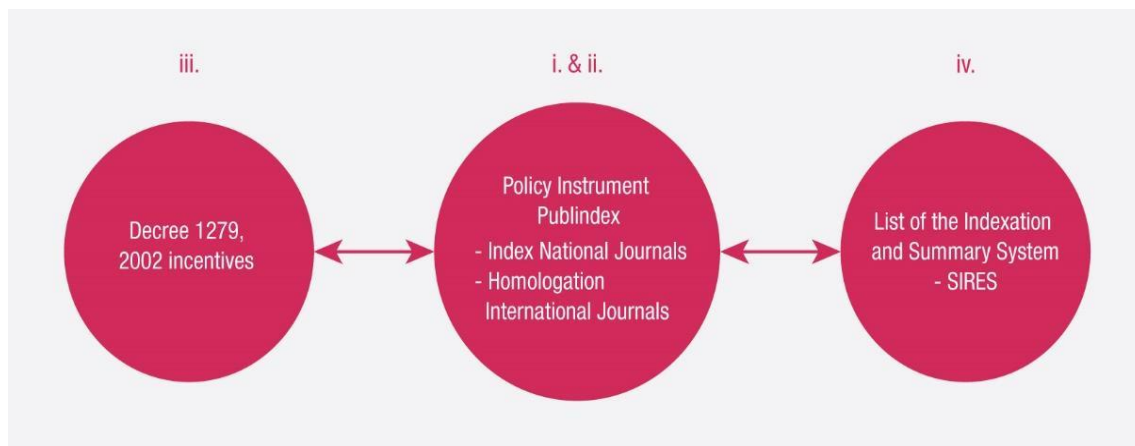 iii.
Decree 1279,
2002 incentives
i. & ii.
Policy Instrument
Publindex
- Index National Journals
- Homologation
International Journals
iv.
List of the Indexation
and Summary System
- SIRES